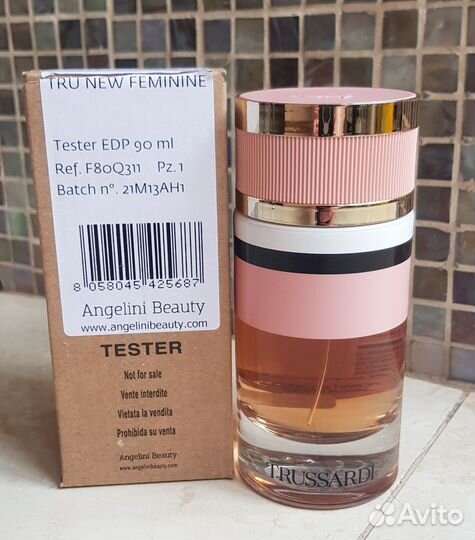 TRU NEW FEMININE
Tester EDP 90 ml
Ref. F80Q311 Pz. 1
Batch n°. 21M13AH1
8 058045 425687
Angelini Beauty
www.angelinibeauty.com
TESTER
Not for sale
Vente interdite
Vietata la vendita
Prohibida su venta
Angelini Beauty
www.angelinibeauty.com
TRUSSARDI
Avito